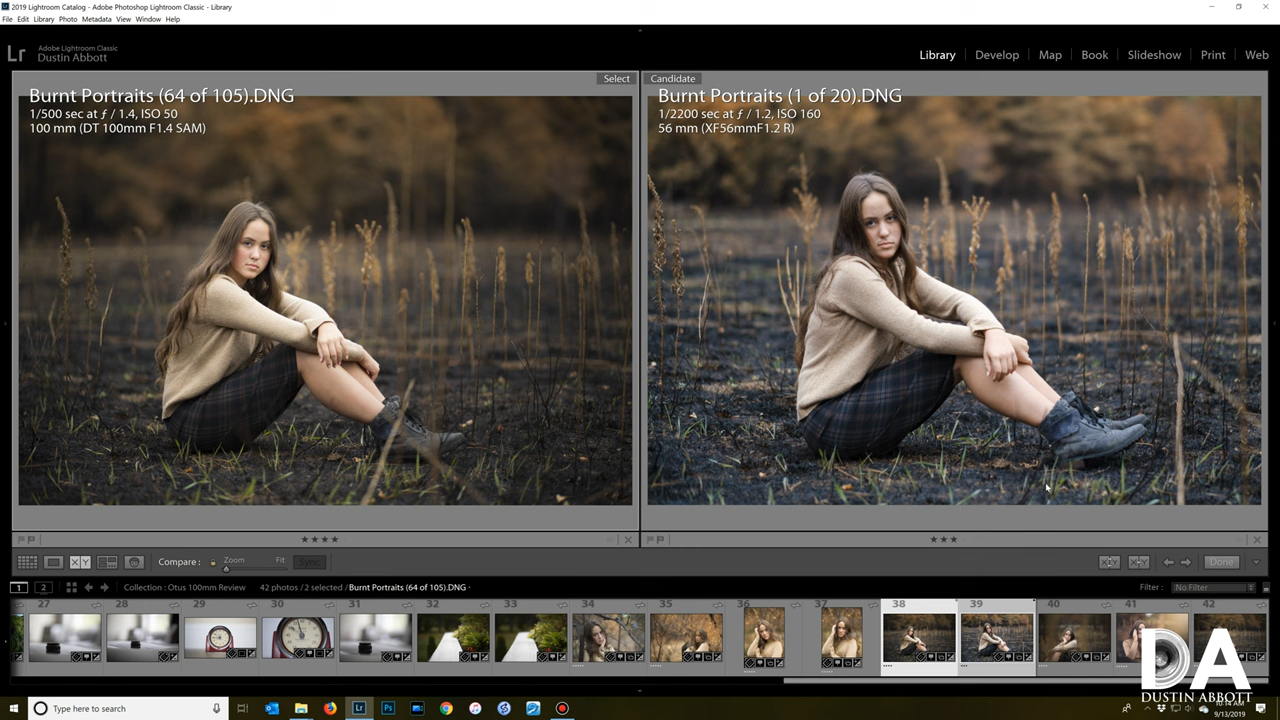 2019 Lightroom Catalog - Adobe Photoshop Lightroom Classic - Library
File Edit Library Photo Metadata View Window Help
Lr
Adobe Lightroom Classic
Dustin Abbott
Library Develop Map Book Slideshow Print Web
Select
Candidate
Burnt Portraits (64 of 105).DNG
1/500 sec at ƒ / 1.4, ISO 50
100 mm (DT 100mm F1.4 SAM)
Burnt Portraits (1 of 20).DNG
1/2200 sec at ƒ / 1.2, ISO 160
56 mm (XF56mmF1.2 R)
XY
Compare :
Zoom
Fit
Sync
Done
1 2
Collection : Otus 100mm Review
42 photos / 2 selected / Burnt Portraits (64 of 105).DNG
Filter :
No Filter
27 28 29 30 31 32 33 34 35 36 37 38 39 40 41 42
DA
DUSTIN ABBOTT
Type here to search
Lr
Ps
10:14 AM
9/13/2019